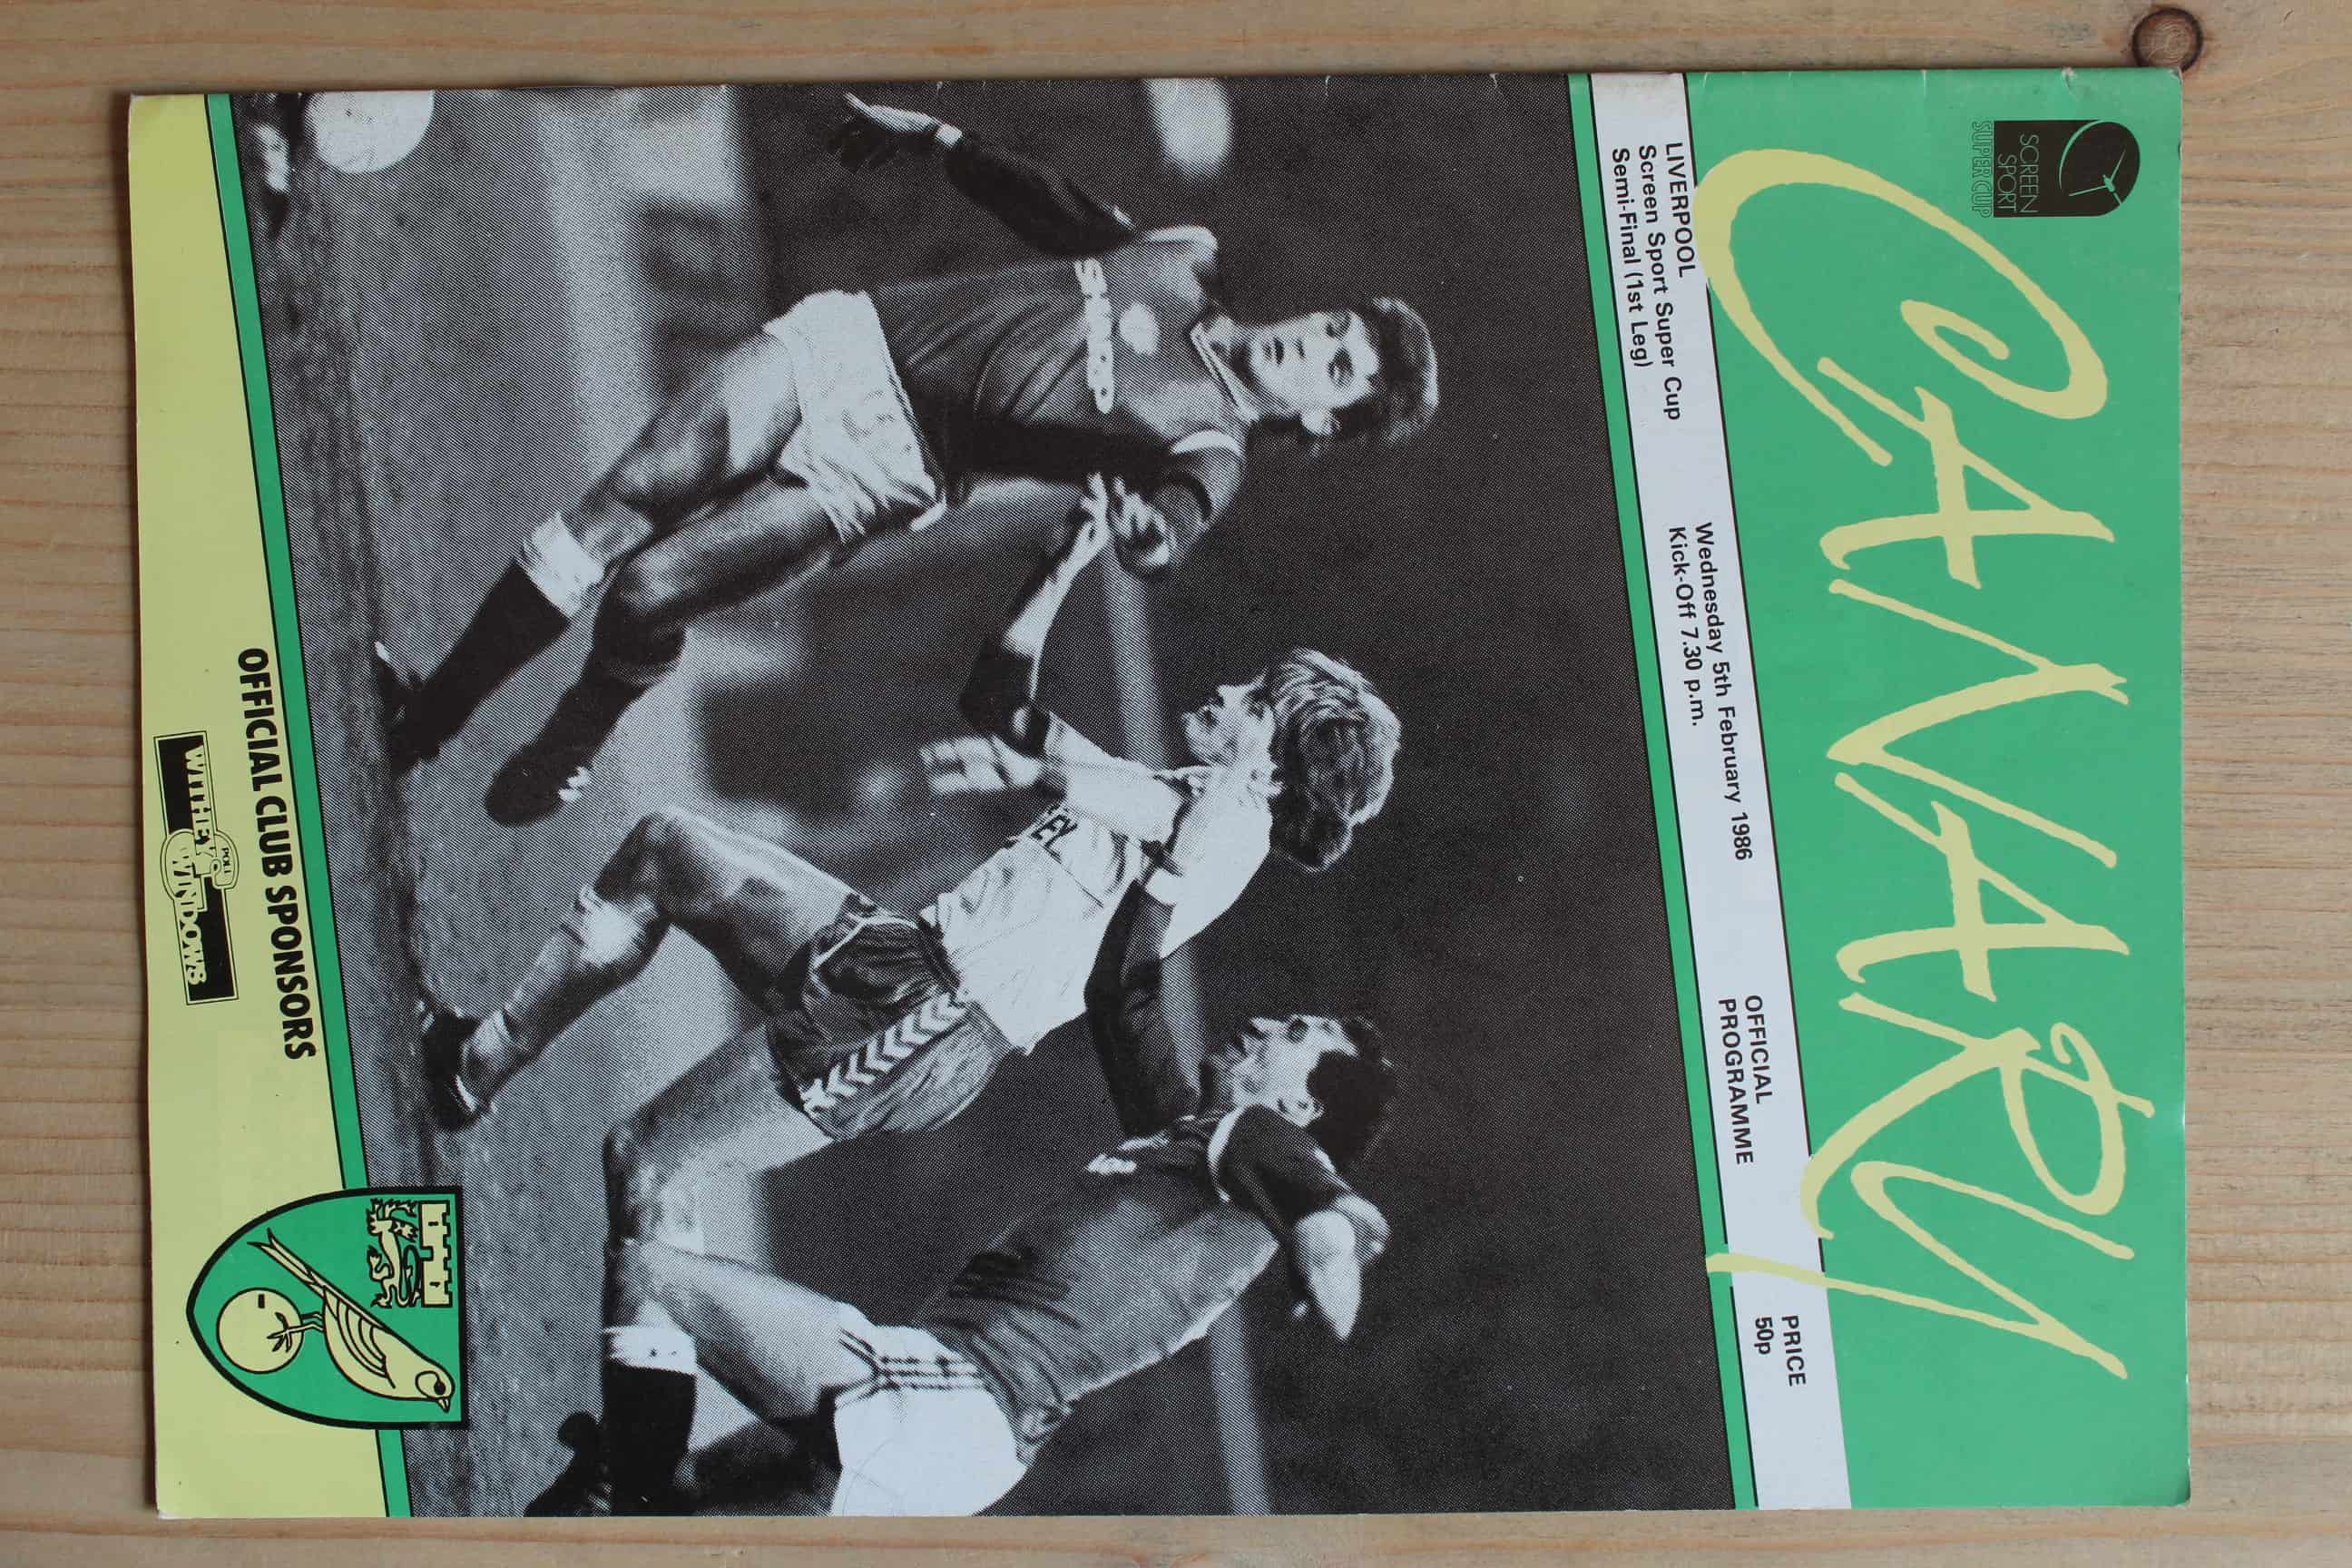 SCREEN
SPORT
SUPER CUP
CANARY
LIVERPOOL
Screen Sport Super Cup
Semi-Final (1st Leg)
Wednesday 5th February 1986
Kick-Off 7.30 p.m.
OFFICIAL
PROGRAMME
PRICE
50p
OFFICIAL CLUB SPONSORS
POLL
WITHEY
WINDOWS